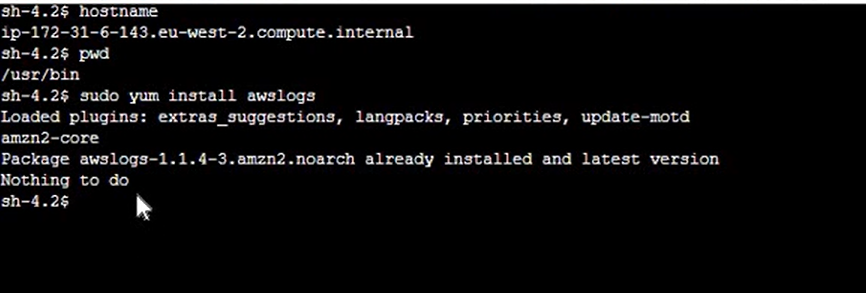 sh-4.2$ hostname
ip-172-31-6-143.eu-west-2.compute.internal
sh-4.2$ pwd
/usr/bin
sh-4.2$ sudo yum install awslogs
Loaded plugins: extras_suggestions, langpacks, priorities, update-motd
amzn2-core
Package awslogs-1.1.4-3.amzn2.noarch already installed and latest version
Nothing to do
sh-4.2$